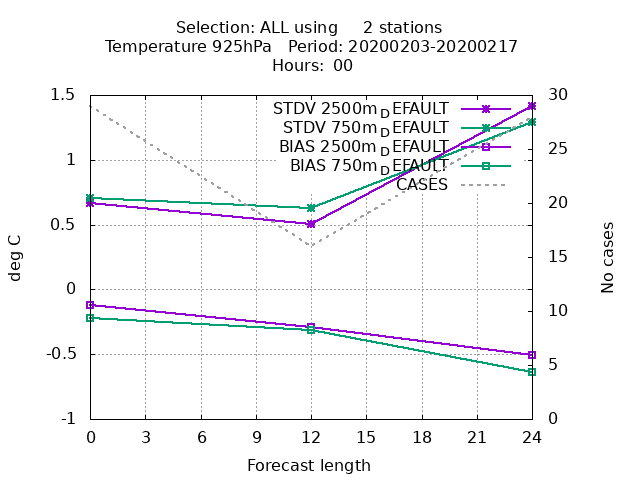 Selection: ALL using     2 stations
Temperature 925hPa   Period: 20200203-20200217
Hours:  00
STDV 2500m_DEFAULT
STDV 750m_DEFAULT
BIAS 2500m_DEFAULT
BIAS 750m_DEFAULT
CASES
deg C
1.5
1
0.5
0
-0.5
-1
No cases
30
25
20
15
10
5
0
0 3 6 9 12 15 18 21 24
Forecast length